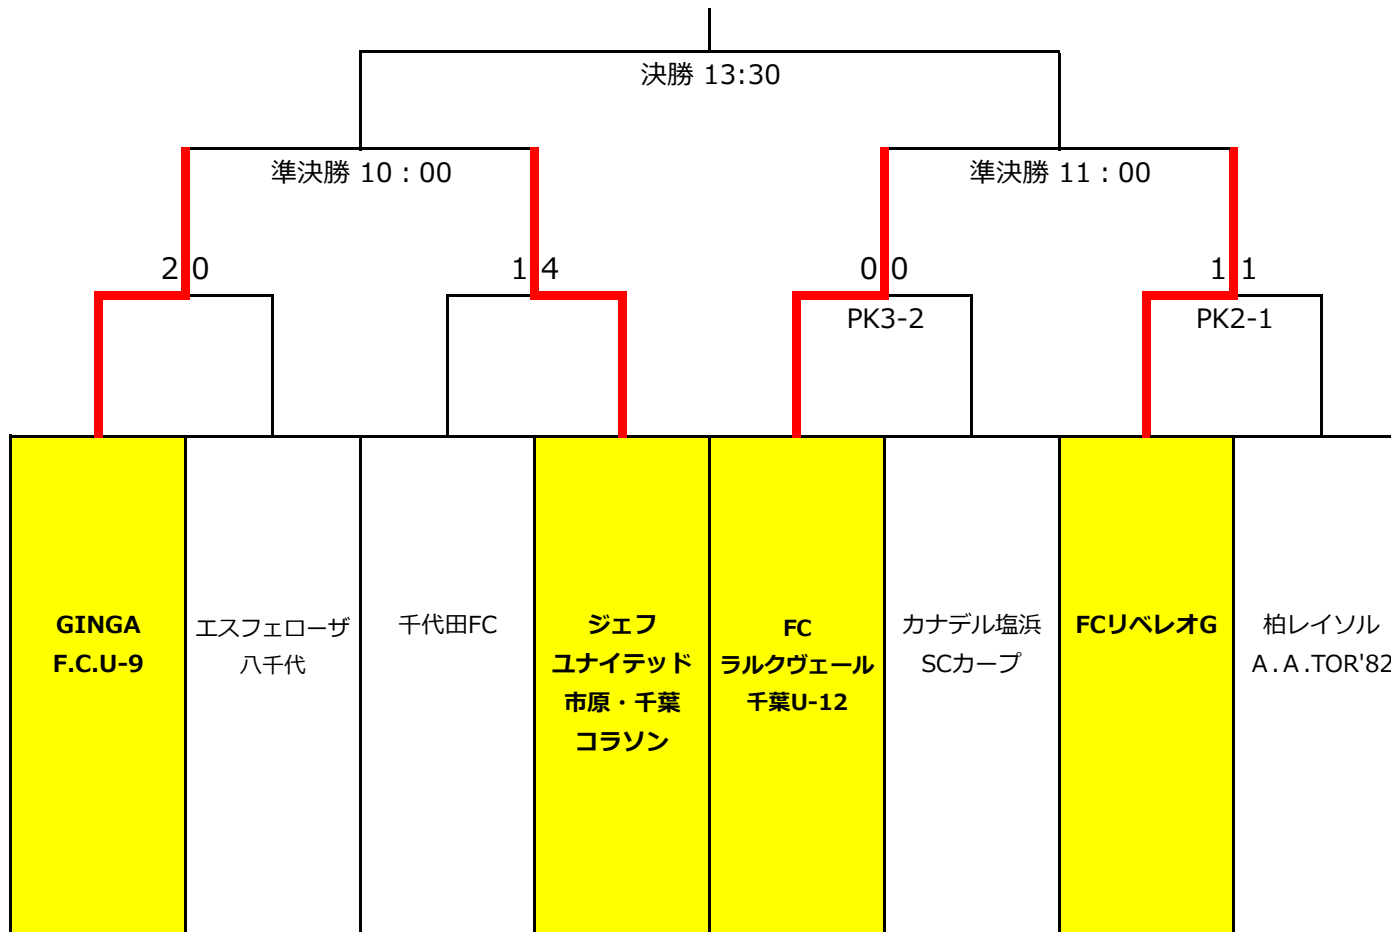 決勝 13:30
準決勝 10：00
準決勝 11：00
2 0
1 4
0 0
1 1
PK3-2
PK2-1
GINGA
F.C.U-9
エスフェローザ
八千代
千代田FC
ジェフ
ユナイテッド
市原・千葉
コラソン
FC
ラルクヴェール
千葉U-12
カナデル塩浜
SCカープ
FCリベレオG
柏レイソル
A.A.TOR'82